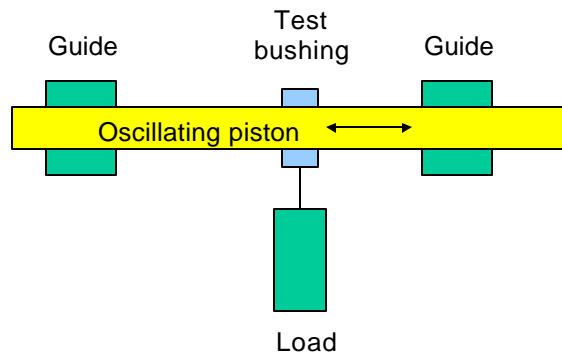 Guide
Test
bushing
Guide
Oscillating piston
Load